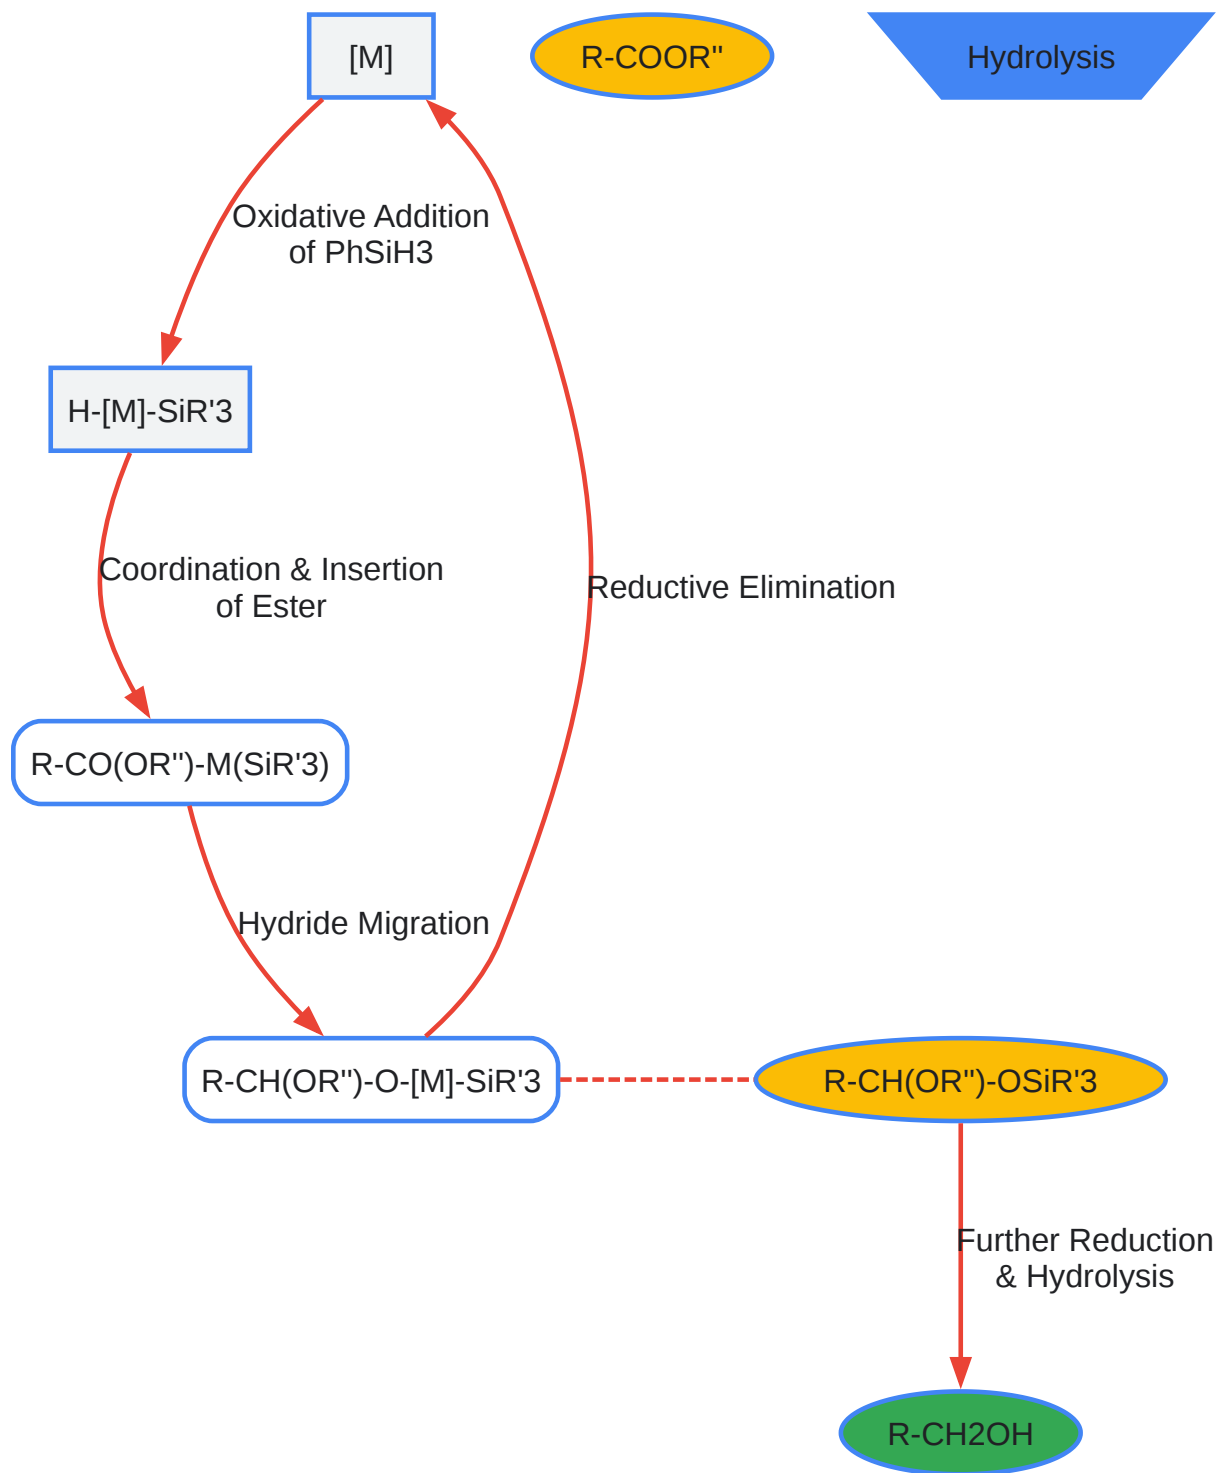 [M]
R-COOR"
Hydrolysis
Oxidative Addition
of PhSiH3
H-[M]-SiR'3
Coordination & Insertion
of Ester
Reductive Elimination
R-CO(OR")-M(SiR'3)
Hydride Migration
R-CH(OR")-O-[M]-SiR'3
R-CH(OR")-OSiR'3
Further Reduction
& Hydrolysis
R-CH2OH